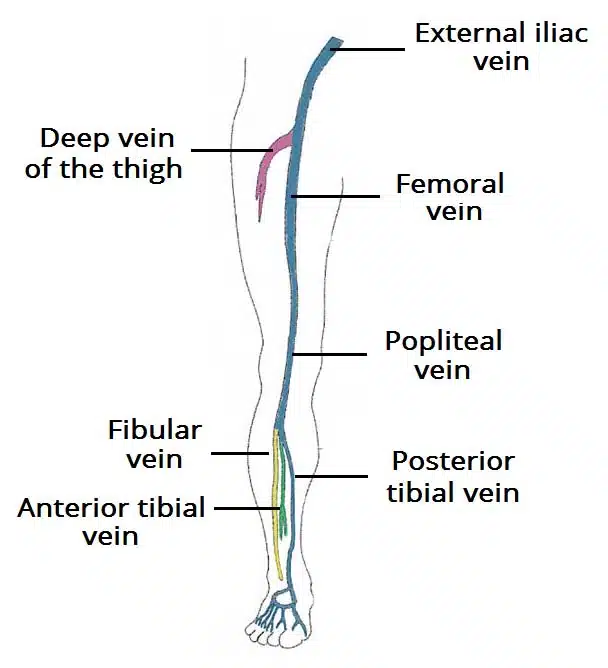 External iliac
vein
Deep vein
of the thigh
Femoral
vein
Popliteal
vein
Fibular
vein
Posterior
tibial vein
Anterior tibial
vein